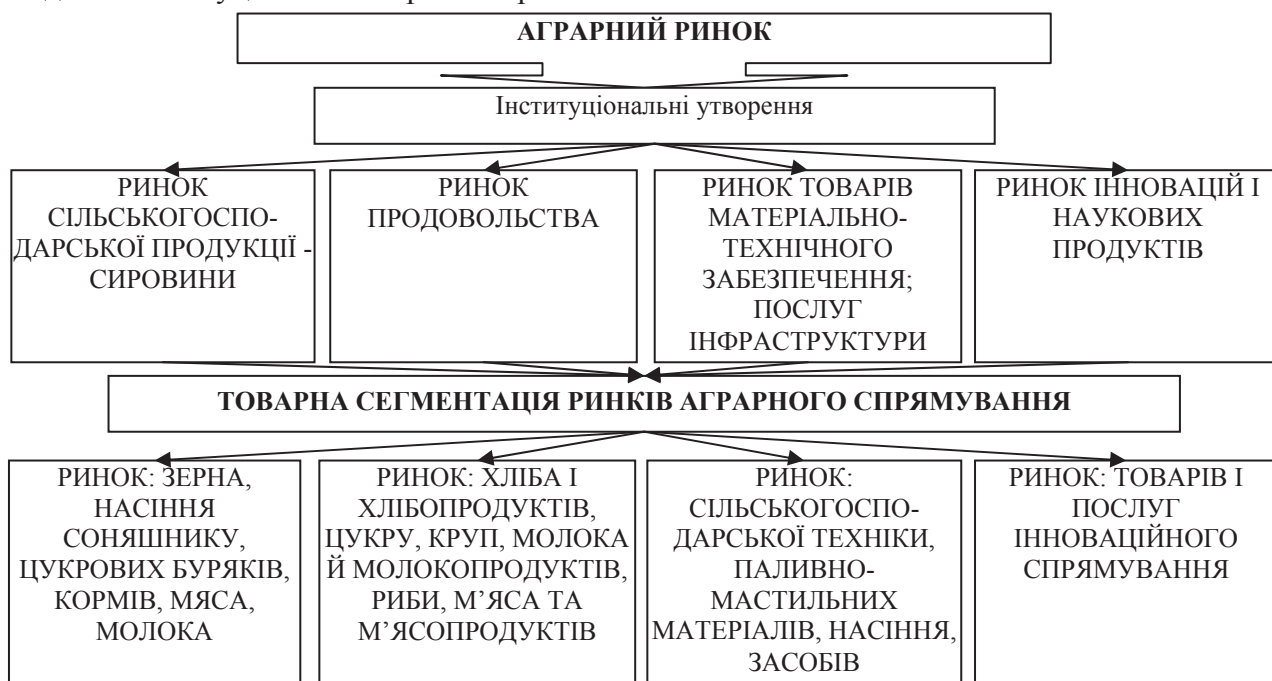 АГРАРНИЙ РИНОК
Інституціональні утворення
РИНОК
СІЛЬСЬКОГОСПО-
ДАРСЬКОЇ ПРОДУКЦІЇ -
СИРОВИНИ
РИНОК
ПРОДОВОЛЬСТВА
РИНОК ТОВАРІВ
МАТЕРІАЛЬНО-
ТЕХНІЧНОГО
ЗАБЕЗПЕЧЕННЯ;
ПОСЛУГ
ІНФРАСТРУКТУРИ
РИНОК ІННОВАЦІЙ І
НАУКОВИХ
ПРОДУКТІВ
ТОВАРНА СЕГМЕНТАЦІЯ РИНКІВ АГРАРНОГО СПРЯМУВАННЯ
РИНОК: ЗЕРНА,
НАСІННЯ
СОНЯШНИКУ,
ЦУКРОВИХ БУРЯКІВ,
КОРМІВ, МЯСА,
МОЛОКА
РИНОК: ХЛІБА І
ХЛІБОПРОДУКТІВ,
ЦУКРУ, КРУП, МОЛОКА
Й МОЛОКОПРОДУКТІВ,
РИБИ, М’ЯСА ТА
М’ЯСОПРОДУКТІВ
РИНОК:
СІЛЬСЬКОГОСПО-
ДАРСЬКОЇ ТЕХНІКИ,
ПАЛИВНО-
МАСТИЛЬНИХ
МАТЕРІАЛІВ, НАСІННЯ,
ЗАСОБІВ
РИНОК: ТОВАРІВ І
ПОСЛУГ
ІННОВАЦІЙНОГО
СПРЯМУВАННЯ